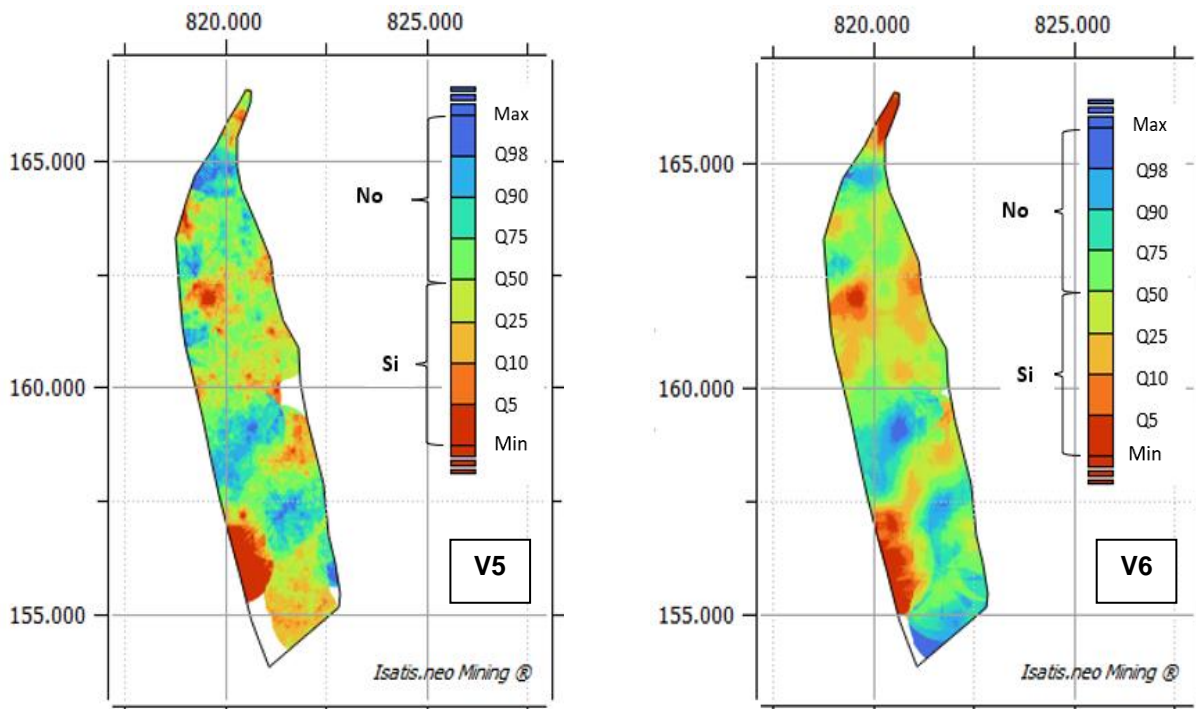 820.000 825.000
165.000
160.000
155.000
No
Si
Max
Q98
Q90
Q75
Q50
Q25
Q10
Q5
Min
V5
Isatis.neo Mining ®
820.000 825.000
165.000
160.000
155.000
No
Si
Max
Q98
Q90
Q75
Q50
Q25
Q10
Q5
Min
V6
Isatis.neo Mining ®